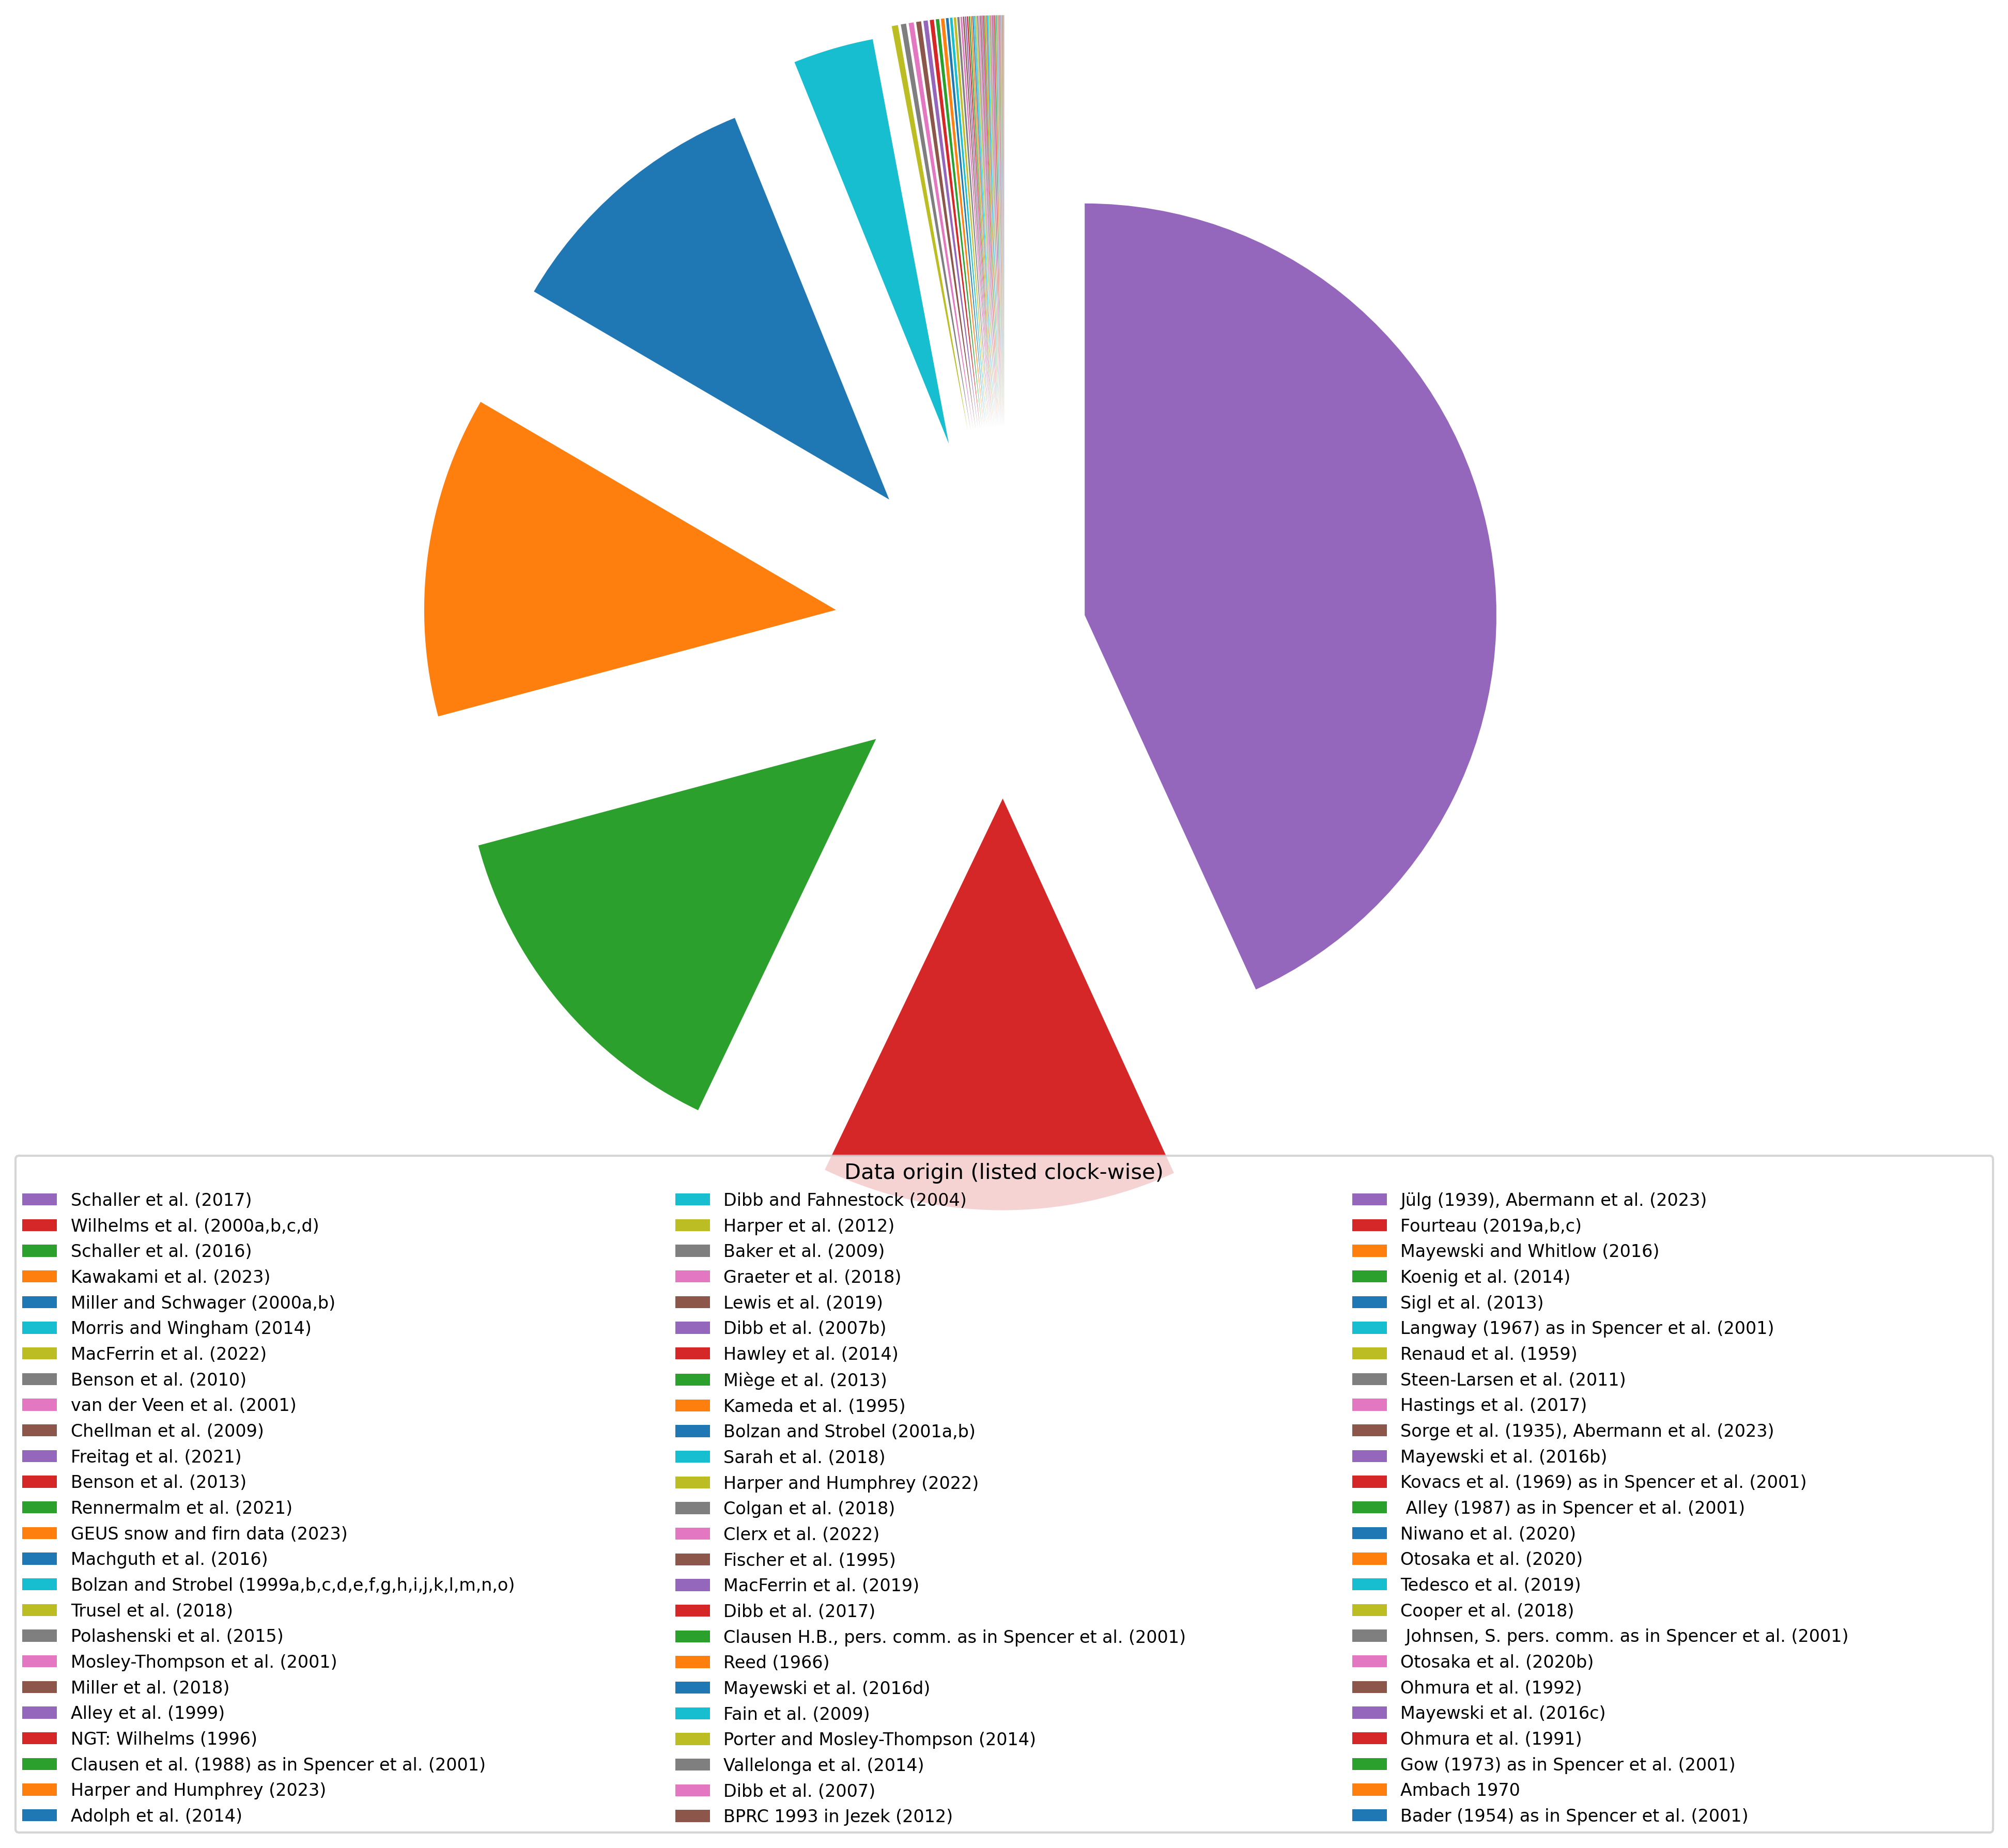 Data origin (listed clock-wise)
Schaller et al. (2017)
Wilhelms et al. (2000a,b,c,d)
Schaller et al. (2016)
Kawakami et al. (2023)
Miller and Schwager (2000a,b)
Morris and Wingham (2014)
MacFerrin et al. (2022)
Benson et al. (2010)
van der Veen et al. (2001)
Chellman et al. (2009)
Freitag et al. (2021)
Benson et al. (2013)
Rennermalm et al. (2021)
GEUS snow and firn data (2023)
Machguth et al. (2016)
Bolzan and Strobel (1999a,b,c,d,e,f,g,h,i,j,k,l,m,n,o)
Trusel et al. (2018)
Polashenski et al. (2015)
Mosley-Thompson et al. (2001)
Miller et al. (2018)
Alley et al. (1999)
NGT: Wilhelms (1996)
Clausen et al. (1988) as in Spencer et al. (2001)
Harper and Humphrey (2023)
Adolph et al. (2014)
Dibb and Fahnestock (2004)
Harper et al. (2012)
Baker et al. (2009)
Graeter et al. (2018)
Lewis et al. (2019)
Dibb et al. (2007b)
Hawley et al. (2014)
Miège et al. (2013)
Kameda et al. (1995)
Bolzan and Strobel (2001a,b)
Sarah et al. (2018)
Harper and Humphrey (2022)
Colgan et al. (2018)
Clerx et al. (2022)
Fischer et al. (1995)
MacFerrin et al. (2019)
Dibb et al. (2017)
Clausen H.B., pers. comm. as in Spencer et al. (2001)
Reed (1966)
Mayewski et al. (2016d)
Fain et al. (2009)
Porter and Mosley-Thompson (2014)
Vallelonga et al. (2014)
Dibb et al. (2007)
BPRC 1993 in Jezek (2012)
Jülg (1939), Abermann et al. (2023)
Fourteau (2019a,b,c)
Mayewski and Whitlow (2016)
Koenig et al. (2014)
Sigl et al. (2013)
Langway (1967) as in Spencer et al. (2001)
Renaud et al. (1959)
Steen-Larsen et al. (2011)
Hastings et al. (2017)
Sorge et al. (1935), Abermann et al. (2023)
Mayewski et al. (2016b)
Kovacs et al. (1969) as in Spencer et al. (2001)
Alley (1987) as in Spencer et al. (2001)
Niwano et al. (2020)
Otosaka et al. (2020)
Tedesco et al. (2019)
Cooper et al. (2018)
Johnsen, S. pers. comm. as in Spencer et al. (2001)
Otosaka et al. (2020b)
Ohmura et al. (1992)
Mayewski et al. (2016c)
Ohmura et al. (1991)
Gow (1973) as in Spencer et al. (2001)
Ambach 1970
Bader (1954) as in Spencer et al. (2001)